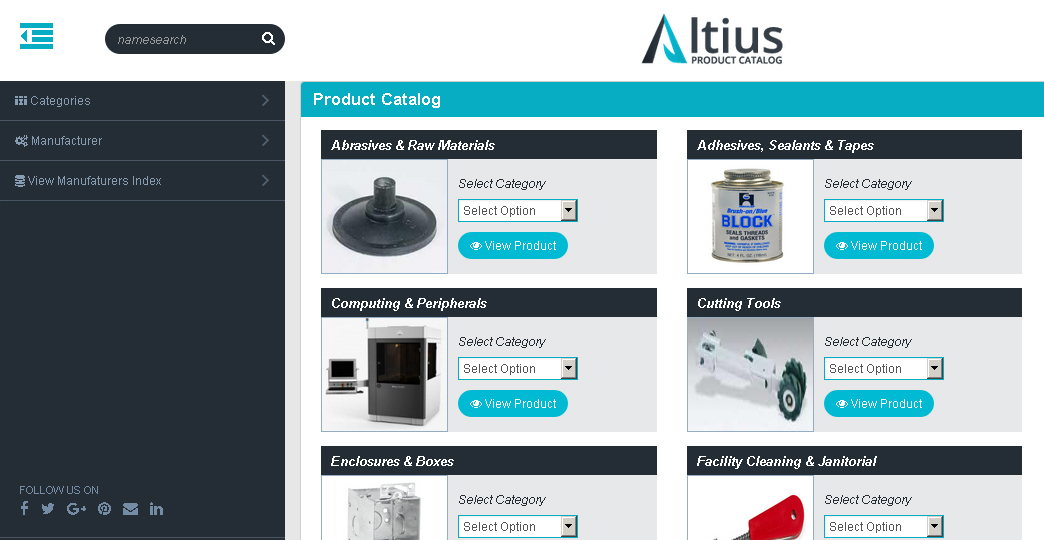 namesearch
Altius
PRODUCT CATALOG
Categories
Manufacturer
View Manufaturers Index
FOLLOW US ON
Product Catalog
Abrasives & Raw Materials
Select Category
Select Option
View Product
Adhesives, Sealants & Tapes
Brush-on/Blue
BLOCK
SEALS THREADS
and GASKETS
Select Category
Select Option
View Product
Computing & Peripherals
Select Category
Select Option
View Product
Cutting Tools
Select Category
Select Option
View Product
Enclosures & Boxes
Select Category
Select Option
Facility Cleaning & Janitorial
Select Category
Select Option